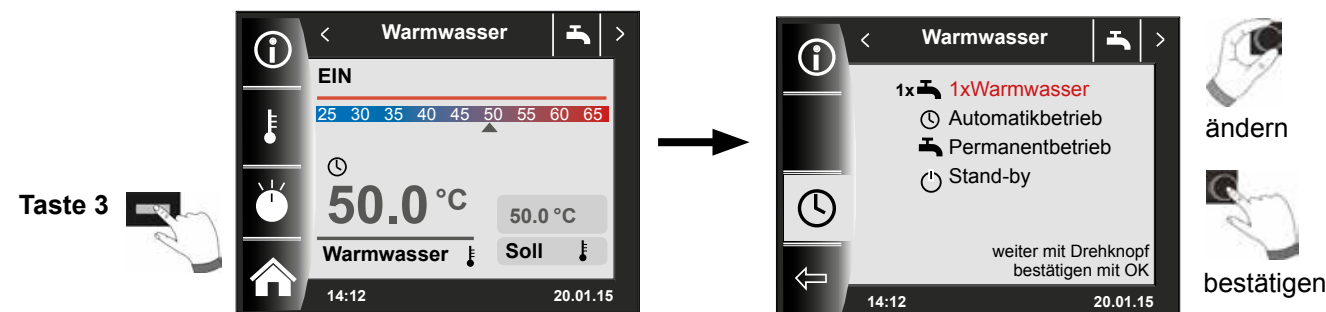 Taste 3
< Warmwasser >
EIN
25 30 35 40 45 50 55 60 65
50.0 °C
50.0 °C
Warmwasser
Soll
14:12 20.01.15
< Warmwasser >
1x 1xWarmwasser
Automatikbetrieb
Permanentbetrieb
Stand-by
weiter mit Drehknopf
bestätigen mit OK
14:12 20.01.15
ändern
bestätigen